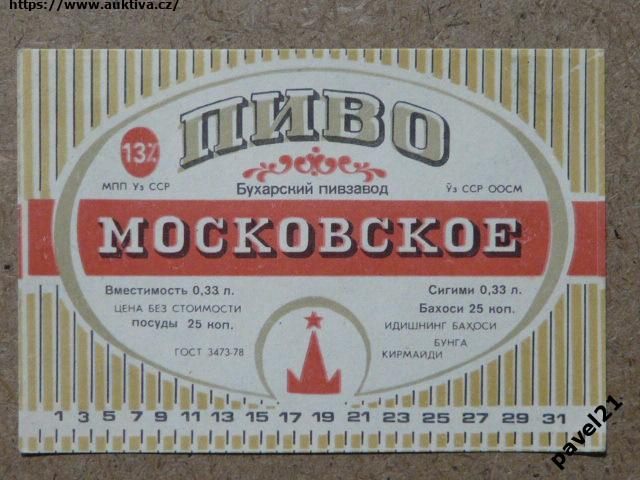 https://www.auktiva.cz/
ПИВО
13%
МПП Уз ССР
Бухарский пивзавод
Ўз ССР ООСМ
МОСКОВСКОЕ
Вместимость 0,33 л.
ЦЕНА БЕЗ СТОИМОСТИ
посуды 25 коп.
ГОСТ 3473-78
Сигими 0,33 л.
Бахоси 25 коп.
ИДИШНИНГ БАҲОСИ
БУНГА
КИРМАЙДИ
1 3 5 7 9 11 13 15 17 19 21 23 25 27 29 31
pavel21